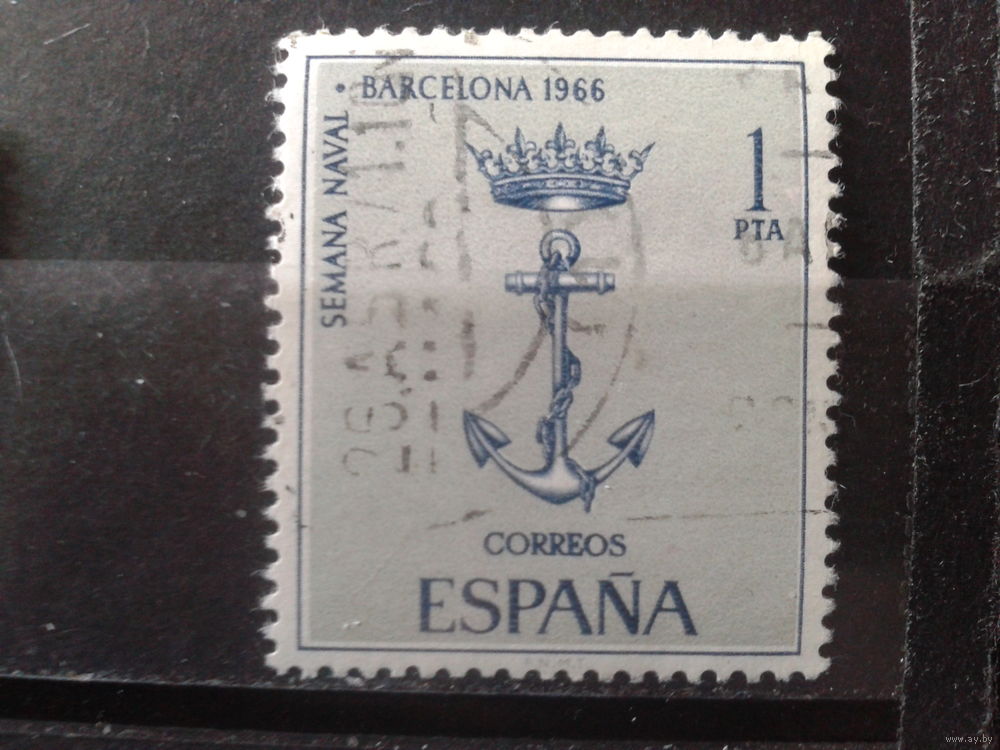 SEMANA NAVAL
• BARCELONA 1966
1
PTA
CORREOS
ESPAÑA
F.N.M.T.
www.ay.by